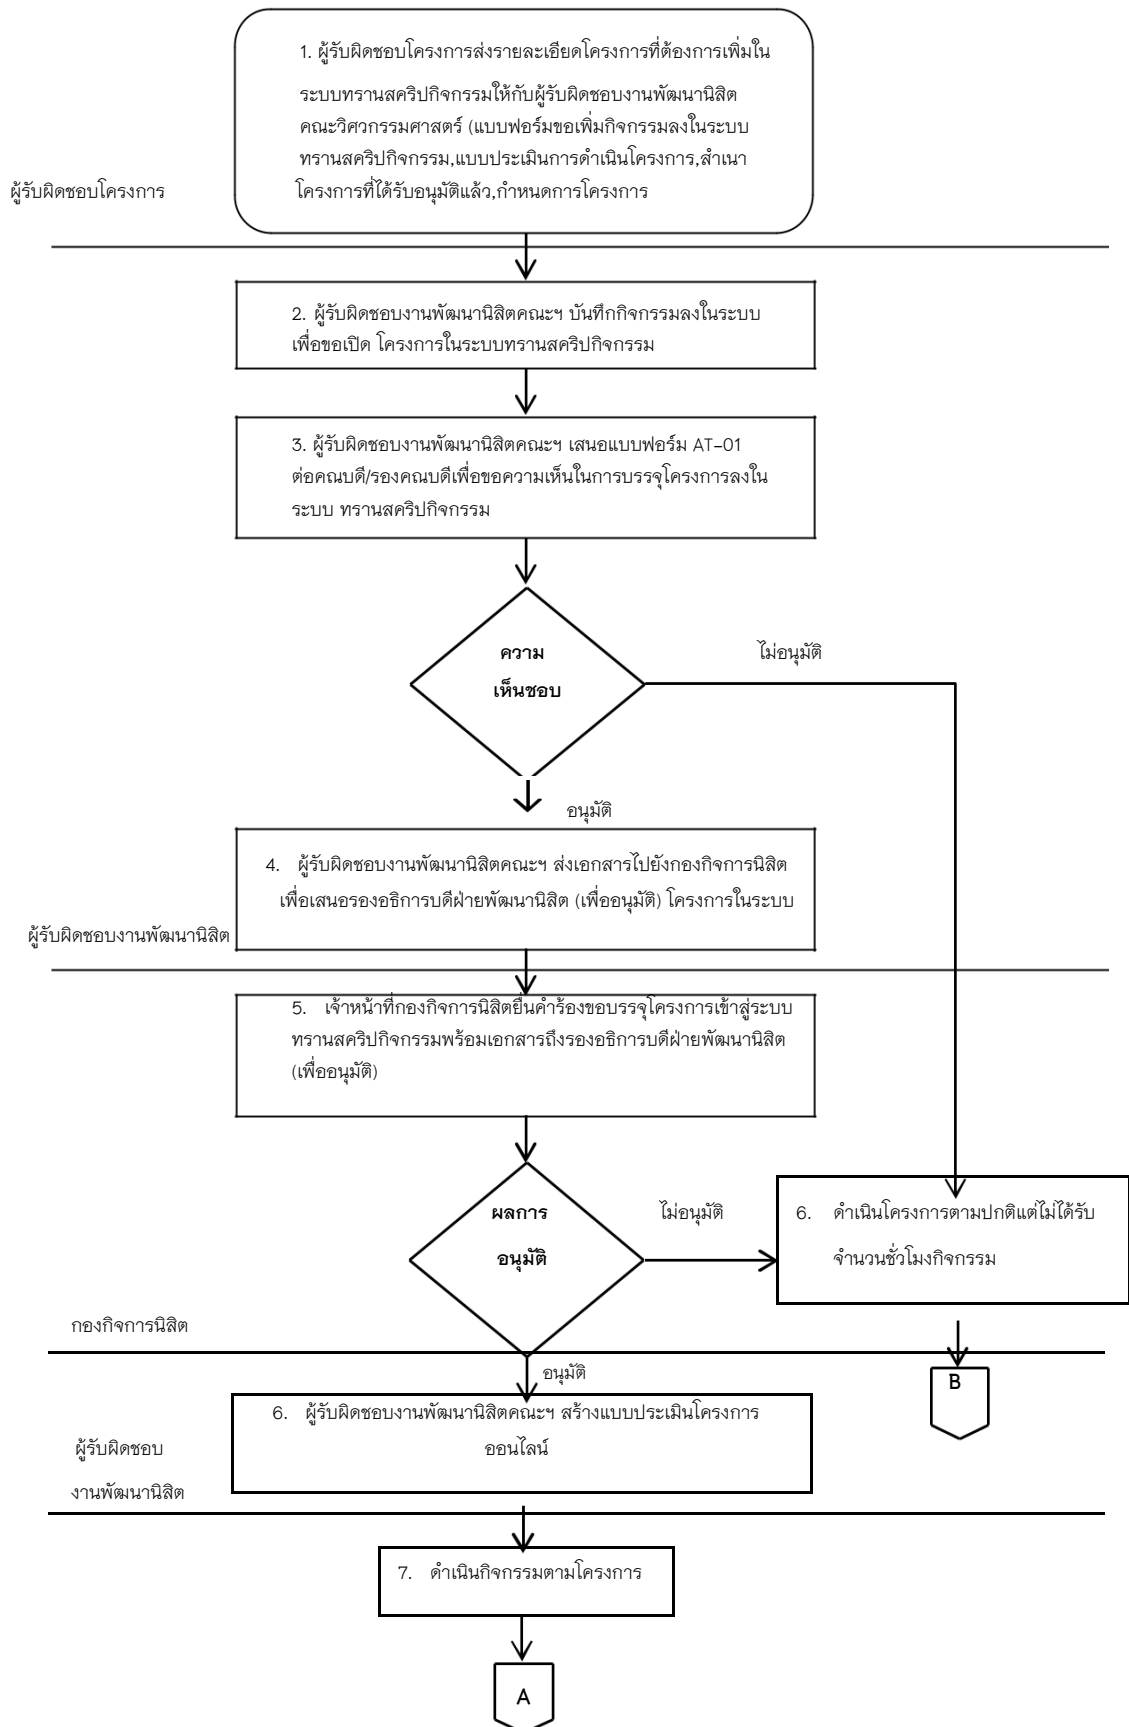 1. ผู้รับผิดชอบโครงการส่งรายละเอียดโครงการที่ต้องการเพิ่มใน
ระบบทรานสคริปกิจกรรมให้กับผู้รับผิดชอบงานพัฒนานิสิต
คณะวิศวกรรมศาสตร์ (แบบฟอร์มขอเพิ่มกิจกรรมลงในระบบ
ทรานสคริปกิจกรรม,แบบประเมินการดำเนินโครงการ,สำเนา
โครงการที่ได้รับอนุมัติแล้ว,กำหนดการโครงการ
ผู้รับผิดชอบโครงการ
2. ผู้รับผิดชอบงานพัฒนานิสิตคณะฯ บันทึกกิจกรรมลงในระบบ
เพื่อขอเปิด โครงการในระบบทรานสคริปกิจกรรม
3. ผู้รับผิดชอบงานพัฒนานิสิตคณะฯ เสนอแบบฟอร์ม AT-01
ต่อคณบดี/รองคณบดีเพื่อขอความเห็นในการบรรจุโครงการลงใน
ระบบ ทรานสคริปกิจกรรม
ความ
เห็นชอบ
ไม่อนุมัติ
อนุมัติ
4. ผู้รับผิดชอบงานพัฒนานิสิตคณะฯ ส่งเอกสารไปยังกองกิจการนิสิต
เพื่อเสนอรองอธิการบดีฝ่ายพัฒนานิสิต (เพื่ออนุมัติ) โครงการในระบบ
ผู้รับผิดชอบงานพัฒนานิสิต
5. เจ้าหน้าที่กองกิจการนิสิตยื่นคำร้องขอบรรจุโครงการเข้าสู่ระบบ
ทรานสคริปกิจกรรมพร้อมเอกสารถึงรองอธิการบดีฝ่ายพัฒนานิสิต
(เพื่ออนุมัติ)
ผลการ
อนุมัติ
ไม่อนุมัติ
6. ดำเนินโครงการตามปกติแต่ไม่ได้รับ
จำนวนชั่วโมงกิจกรรม
กองกิจการนิสิต
อนุมัติ
B
6. ผู้รับผิดชอบงานพัฒนานิสิตคณะฯ สร้างแบบประเมินโครงการ
ออนไลน์
ผู้รับผิดชอบ
งานพัฒนานิสิต
7. ดำเนินกิจกรรมตามโครงการ
A